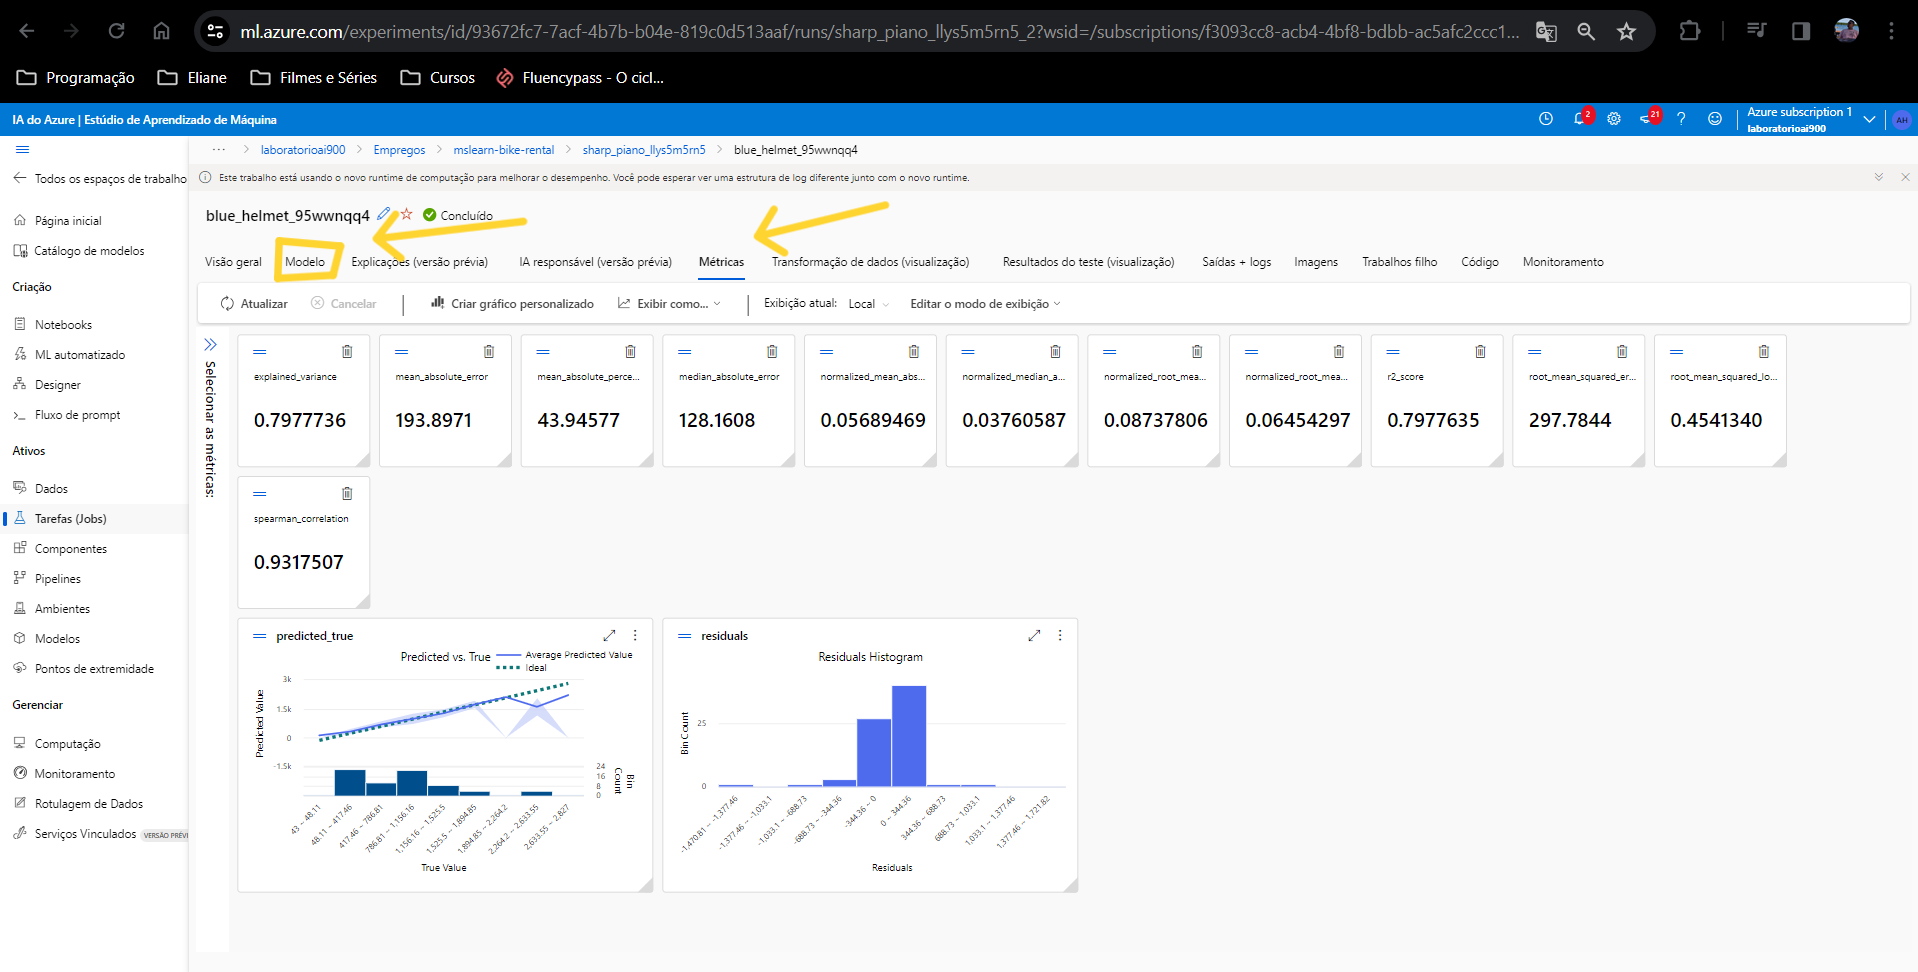 ml.azure.com/experiments/id/93672fc7-7acf-4b7b-b04e-819c0d513aaf/runs/sharp_piano_llys5m5rn5_2?wsid=/subscriptions/f3093cc8-acb4-4bf8-bdbb-ac5afc2ccc1...
Programação Eliane Filmes e Séries Cursos Fluencypass - O cicl...
IA do Azure | Estúdio de Aprendizado de Máquina
2
21
Azure subscription 1
laboratorioai900
AH
... > laboratorioai900 > Empregos > mslearn-bike-rental > sharp_piano_llys5m5rn5 > blue_helmet_95wwnqq4
Todos os espaços de trabalho
Este trabalho está usando o novo runtime de computação para melhorar o desempenho. Você pode esperar ver uma estrutura de log diferente junto com o novo runtime.
Página inicial
Catálogo de modelos
Criação
Notebooks
ML automatizado
Designer
Fluxo de prompt
Ativos
Dados
Tarefas (Jobs)
Componentes
Pipelines
Ambientes
Modelos
Pontos de extremidade
Gerenciar
Computação
Monitoramento
Rotulagem de Dados
Serviços Vinculados VERSÃO PRÉVI
blue_helmet_95wwnqq4 Concluído
Visão geral Modelo Explicações (versão prévia) IA responsável (versão prévia) Métricas Transformação de dados (visualização) Resultados do teste (visualização) Saídas + logs Imagens Trabalhos filho Código Monitoramento
Atualizar Cancelar | Criar gráfico personalizado Exibir como... | Exibição atual: Local Editar o modo de exibição
Selecionar as métricas:
explained_variance
0.7977736
mean_absolute_error
193.8971
mean_absolute_perce...
43.94577
median_absolute_error
128.1608
normalized_mean_abs...
0.05689469
normalized_median_a...
0.03760587
normalized_root_mea...
0.08737806
normalized_root_mea...
0.06454297
r2_score
0.7977635
root_mean_squared_er...
297.7844
root_mean_squared_lo...
0.4541340
spearman_correlation
0.9317507
predicted_true
Predicted vs. True
Average Predicted Value
Ideal
Predicted Value
3k
1.5k
0
-1.5k
24
16
8
0
Bin Count
43 – 48.11
48.11 – 417.46
417.46 – 786.81
786.81 – 1,156.16
1,156.16 – 1,525.5
1,525.5 – 1,894.85
1,894.85 – 2,264.2
2,264.2 – 2,633.55
2,633.55 – 2,827
True Value
residuals
Residuals Histogram
Bin Count
25
0
-1,470.81 – -1,377.46
-1,377.46 – -1,033.1
-1,033.1 – -688.73
-688.73 – -344.36
-344.36 – 0
0 – 344.36
344.36 – 688.73
688.73 – 1,033.1
1,033.1 – 1,377.46
1,377.46 – 1,721.82
Residuals